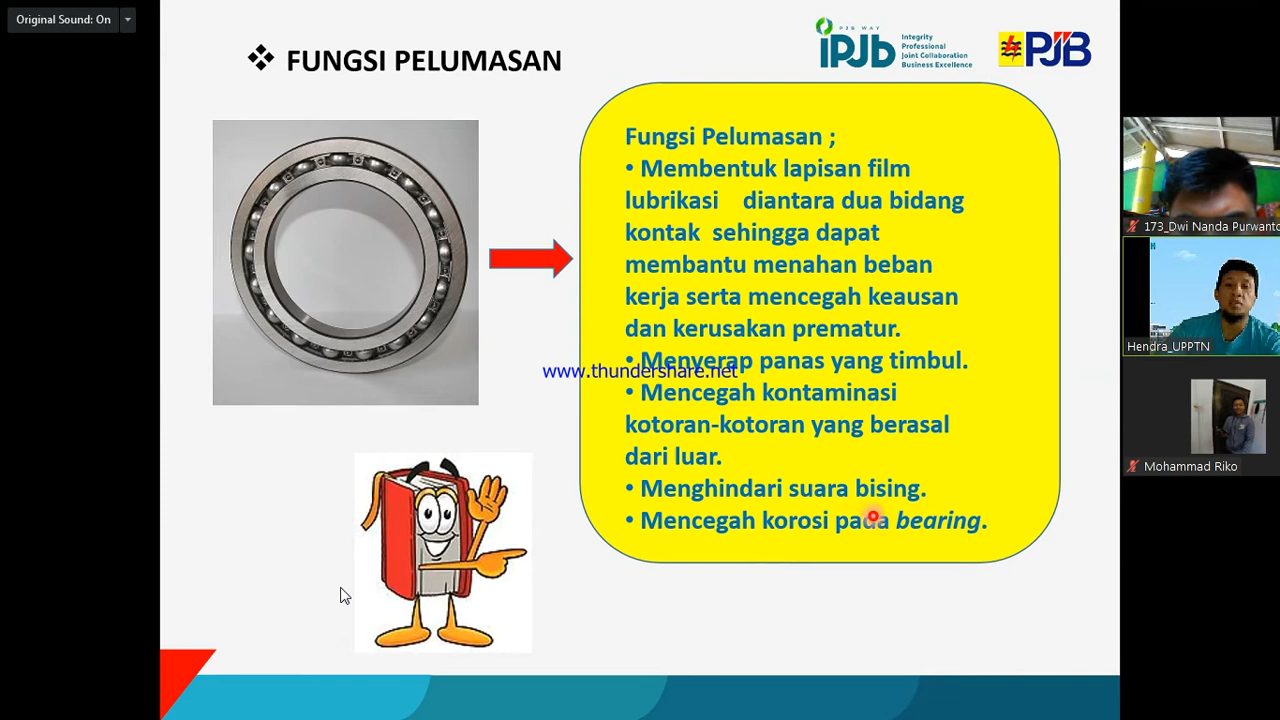 Original Sound: On
FUNGSI PELUMASAN
PJB WAY
iPJb
Integrity
Professional
Joint Collaboration
Business Excellence
PJB
Fungsi Pelumasan ;
• Membentuk lapisan film
lubrikasi diantara dua bidang
kontak sehingga dapat
membantu menahan beban
kerja serta mencegah keausan
dan kerusakan prematur.
• Menyerap panas yang timbul.
www.thundershare.net
• Mencegah kontaminasi
kotoran-kotoran yang berasal
dari luar.
• Menghindari suara bising.
• Mencegah korosi pada bearing.
173_Dwi Nanda Purwanto
Hendra_UPPTN
Mohammad Riko